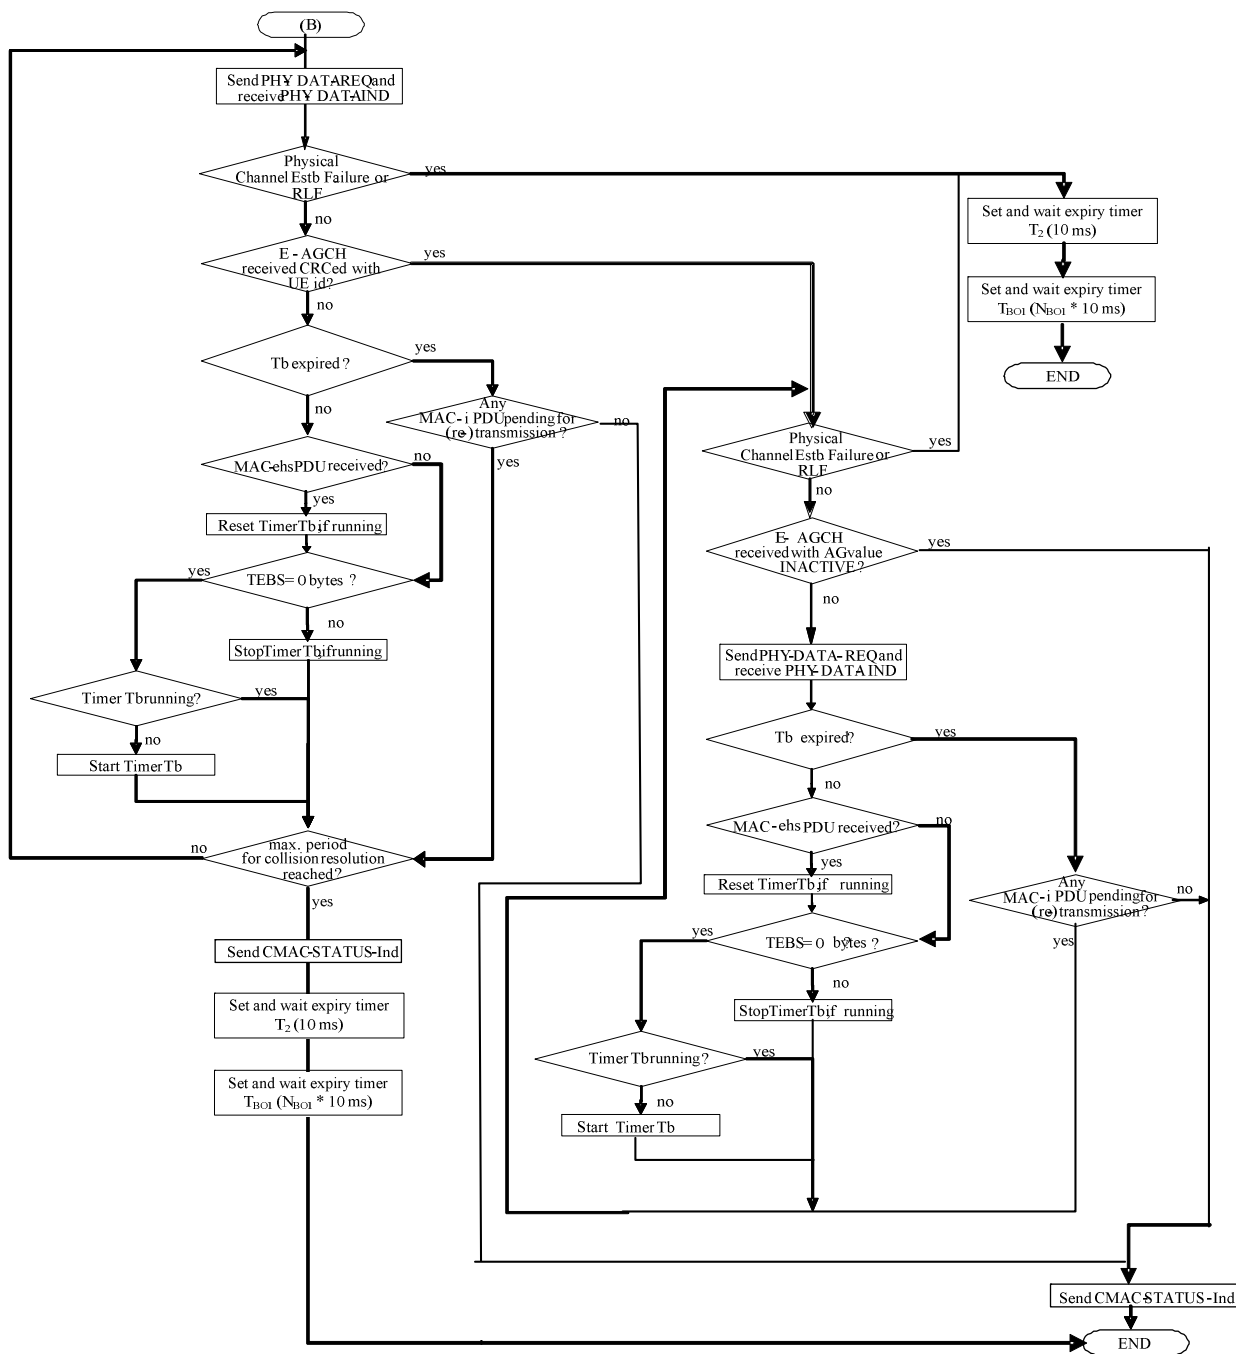 (B)
Send PHY- DATA-REQ and
receive PHY- DATA-IND
Physical
Channel Estb Failure or
RLF
yes
no
Set and wait expiry timer
T2 (10 ms)
E - AGCH
received CRCed with
UE id?
yes
no
Set and wait expiry timer
TBO1 (NBO1 * 10 ms)
END
Tb expired ?
yes
no
Any
MAC- i PDU pending for
(re-) transmission ?
no
yes
Physical
Channel Estb Failure or
RLF
yes
no
MAC-ehs PDU received?
no
yes
Reset Timer Tb, if running
E- AGCH
received with AG value
INACTIVE ?
yes
no
TEBS = 0 bytes ?
yes
no
Stop Timer Tb, if running
Send PHY-DATA-REQ and
receive PHY-DATA-IND
Timer Tb running?
yes
no
Start Timer Tb
Tb expired?
yes
no
MAC-ehs PDU received?
no
yes
max. period
for collision resolution
reached ?
no
yes
Reset Timer Tb, if running
Any
MAC- i PDU pending for
(re-) transmission ?
no
yes
TEBS = 0 bytes ?
yes
no
Send CMAC-STATUS-Ind
Set and wait expiry timer
T2 (10 ms)
Stop Timer Tb, if running
Timer Tb running?
yes
no
Set and wait expiry timer
TBO1 (NBO1 * 10 ms)
Start Timer Tb
Send CMAC-STATUS-Ind
END